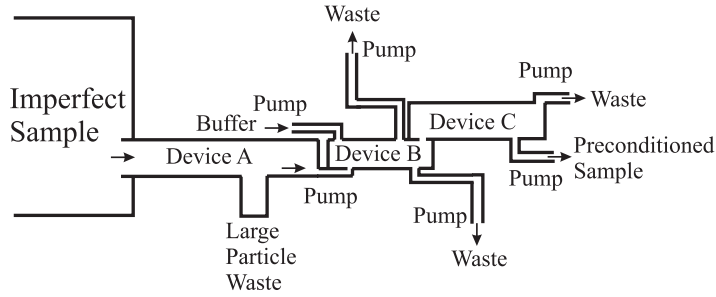 Waste
Pump
Imperfect
Sample
Pump
Buffer
Device A
Device B
Device C
Pump
Waste
Preconditioned
Sample
Pump
Pump
Large
Particle
Waste
Pump
Waste